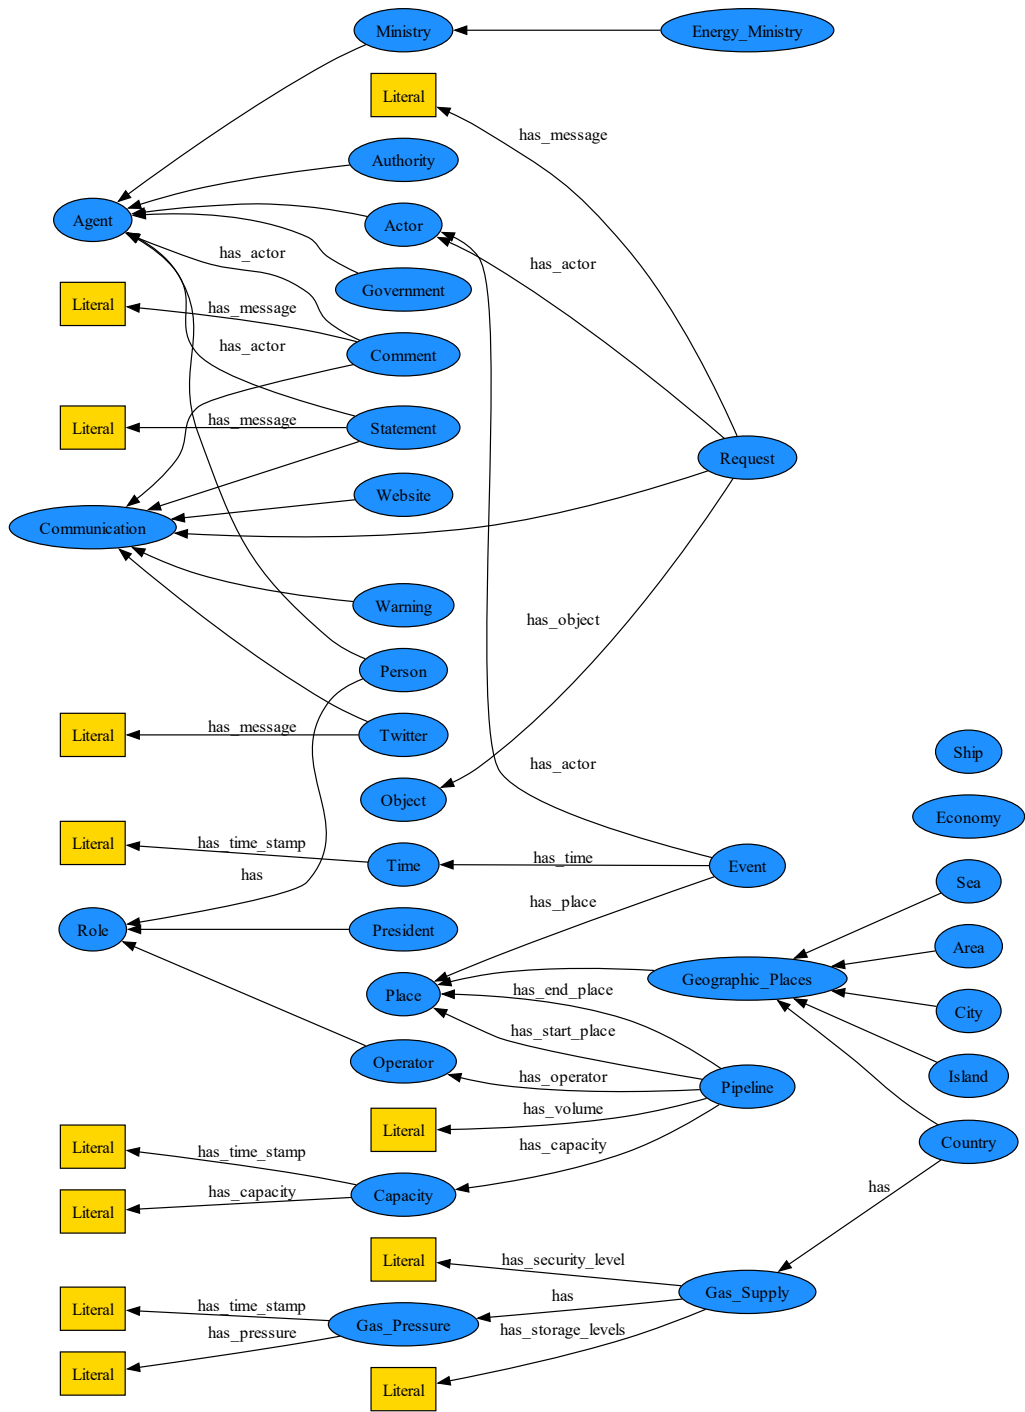 Ministry
Energy_Ministry
Literal
has_message
Authority
Agent
Actor
has_actor
has_actor
Government
Literal
has_message
has_actor
Comment
Literal
has_message
Statement
Request
Website
Communication
Warning
has_object
Person
Literal
has_message
Twitter
Ship
has_actor
Object
Economy
Literal
has_time_stamp
has_time
Time
Event
has
Sea
has_place
Role
President
Area
Geographic_Places
has_end_place
Place
City
has_start_place
Operator
has_operator
Island
Pipeline
has_volume
Literal
Literal
has_time_stamp
has_capacity
Country
has
has_capacity
Capacity
Literal
has_security_level
Literal
Gas_Supply
has
Literal
has_time_stamp
Gas_Pressure
has_pressure
has_storage_levels
Literal
Literal